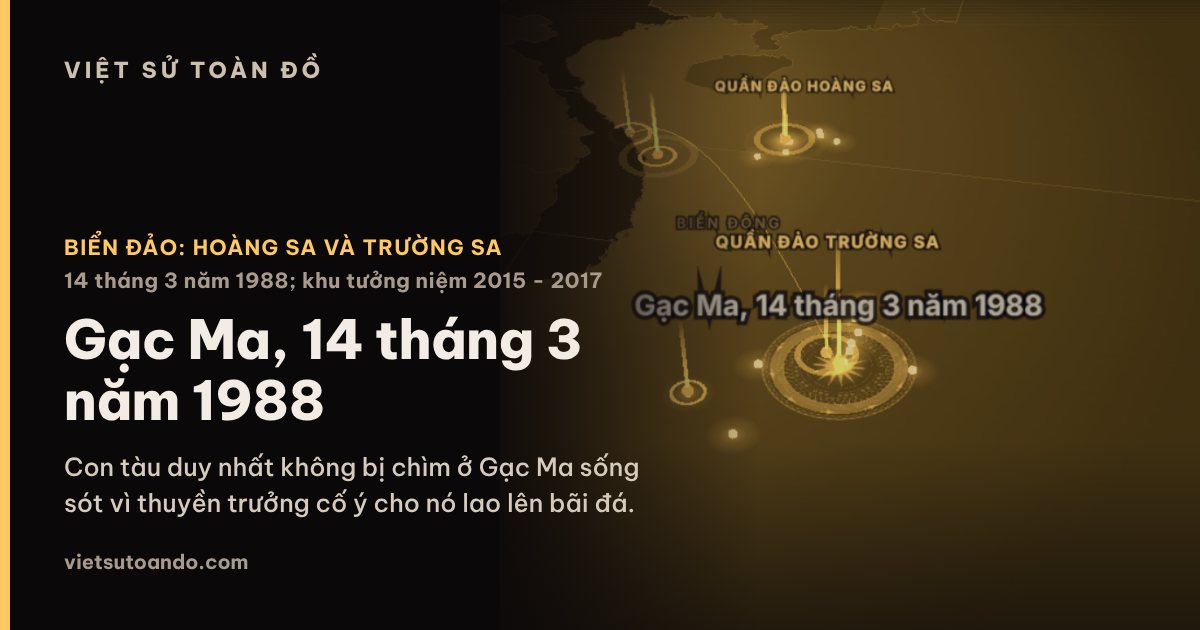 VIỆT SỬ TOÀN ĐỒ
BIỂN ĐẢO: HOÀNG SA VÀ TRƯỜNG SA
14 tháng 3 năm 1988; khu tưởng niệm 2015 - 2017
Gạc Ma, 14 tháng 3
năm 1988
Con tàu duy nhất không bị chìm ở Gạc Ma sống
sót vì thuyền trưởng cố ý cho nó lao lên bãi đá.
vietsutoando.com
QUẦN ĐẢO HOÀNG SA
BIỂN ĐÔNG
QUẦN ĐẢO TRƯỜNG SA
Gạc Ma, 14 tháng 3 năm 1988